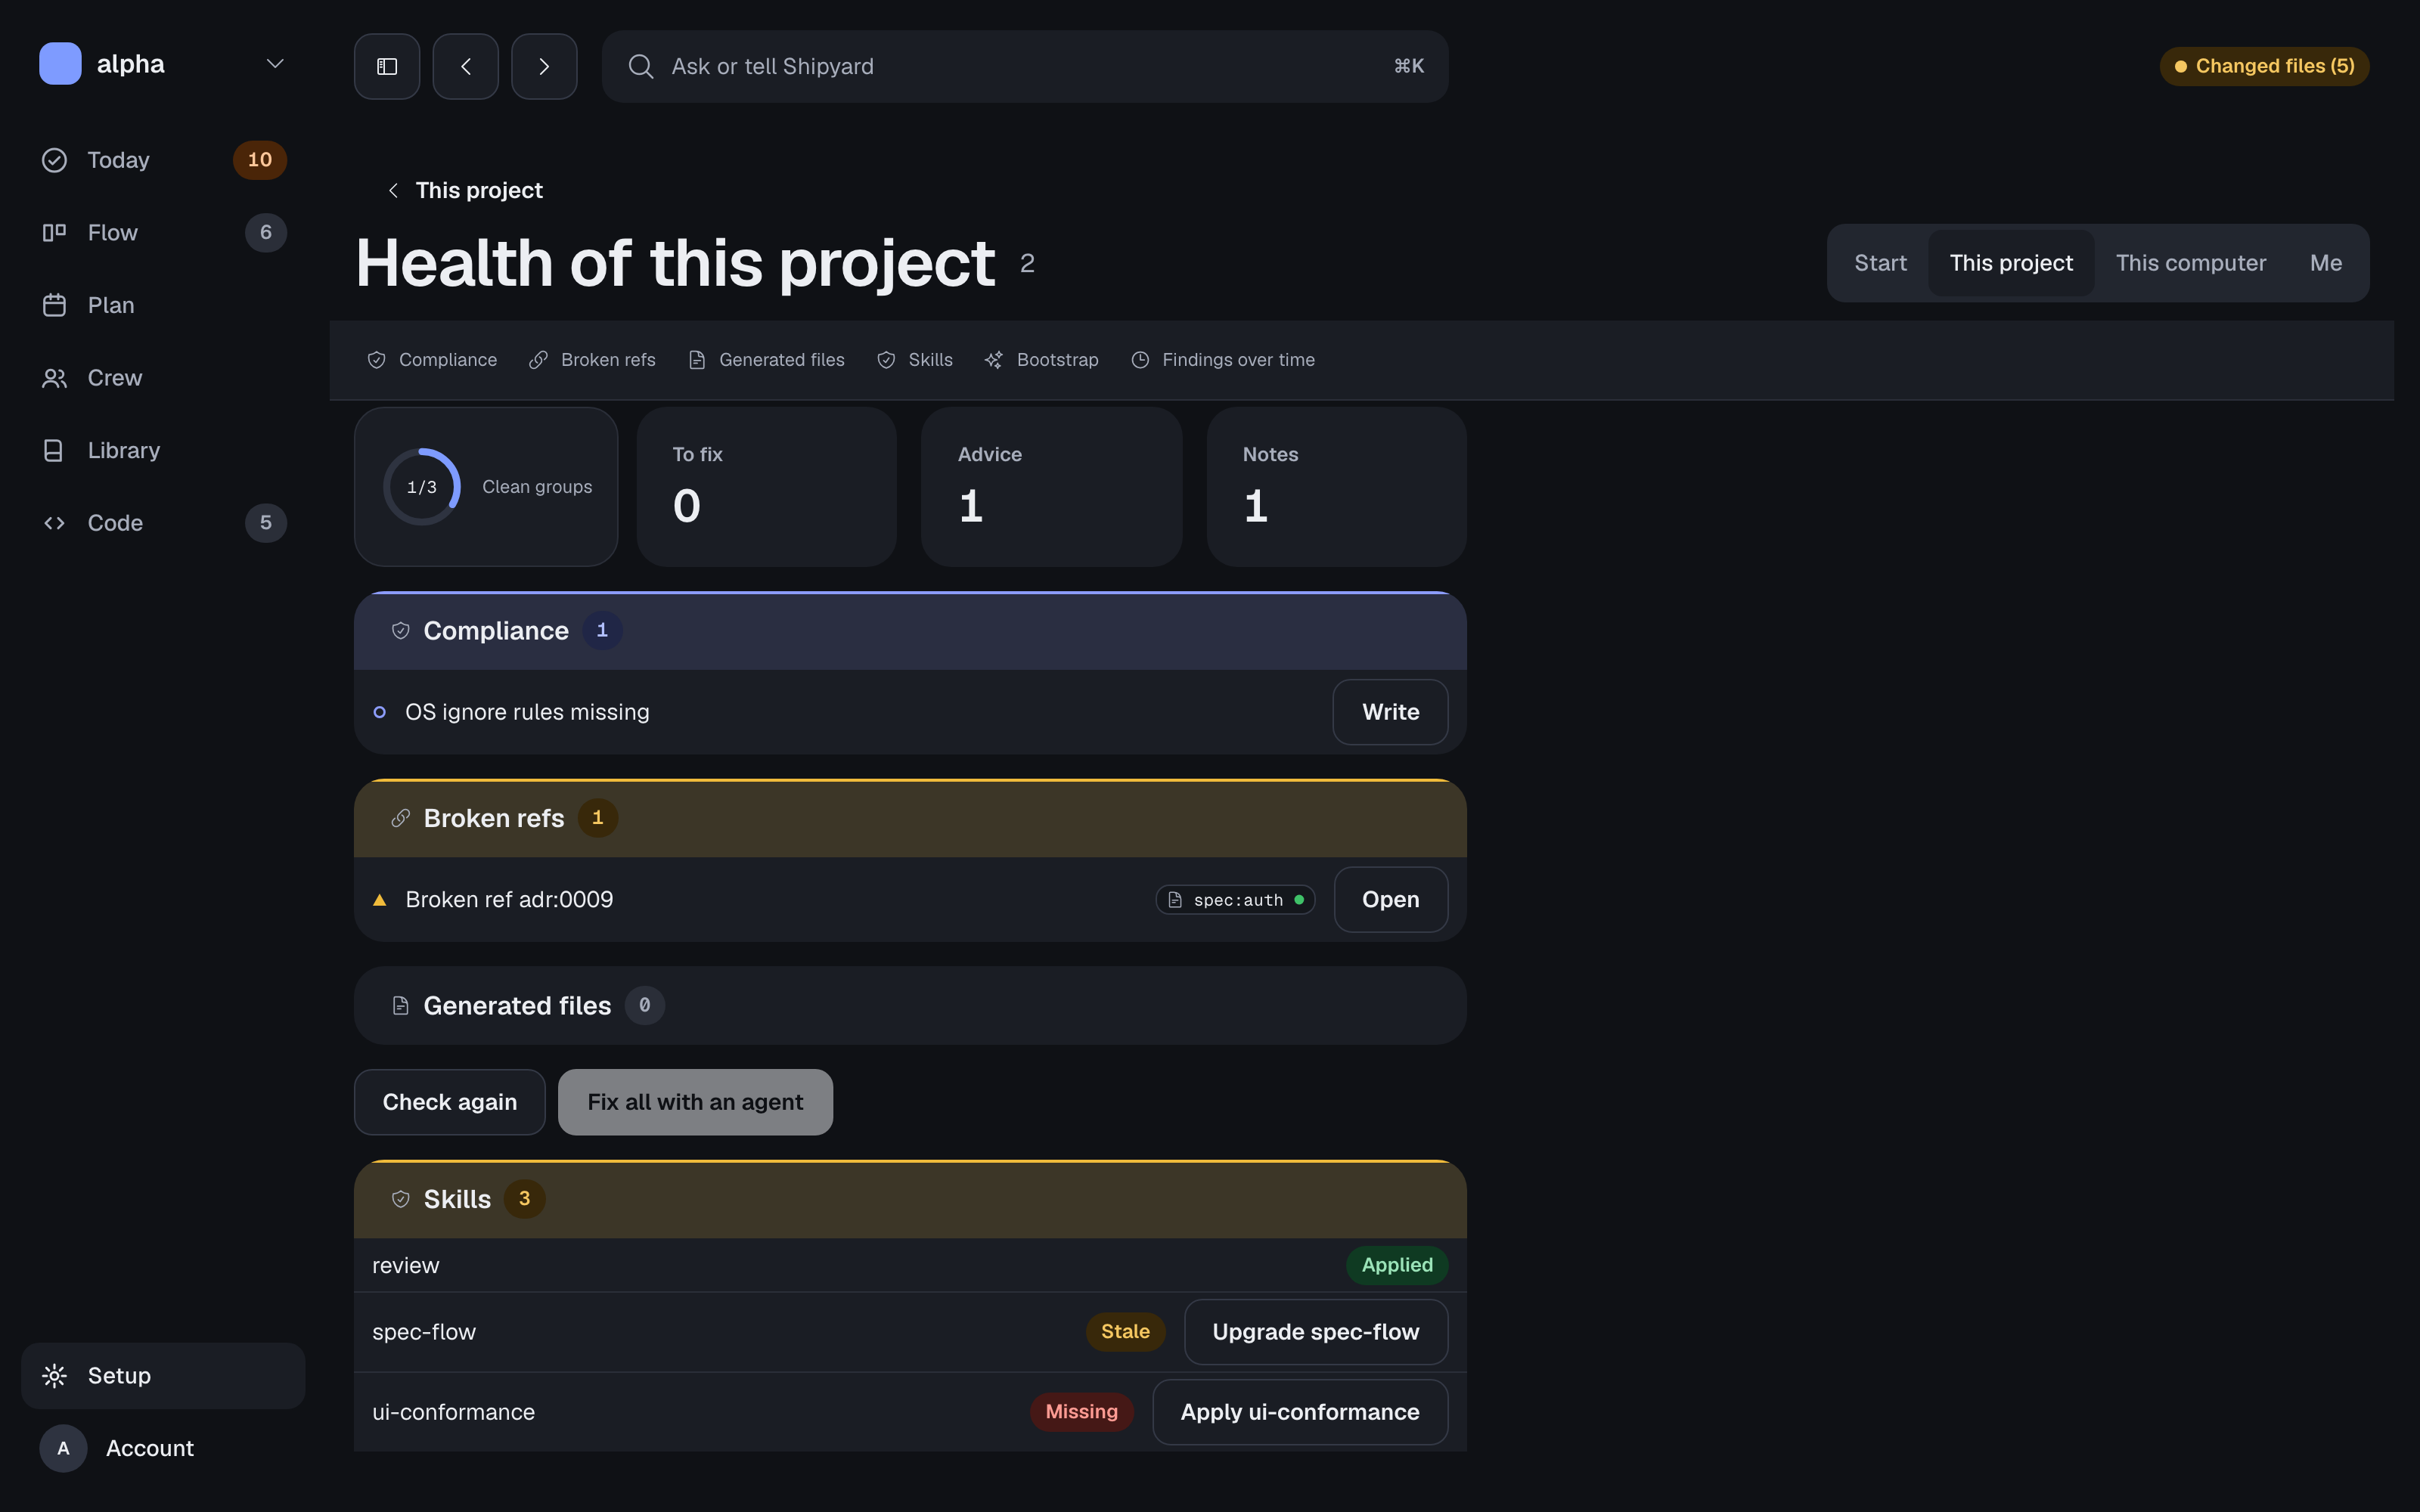 alpha
Ask or tell Shipyard
⌘K
Changed files (5)
Today
10
Flow
6
Plan
Crew
Library
Code
5
Setup
A
Account
This project
Health of this project 2
Start
This project
This computer
Me
Compliance
Broken refs
Generated files
Skills
Bootstrap
Findings over time
1/3
Clean groups
To fix
0
Advice
1
Notes
1
Compliance 1
OS ignore rules missing
Write
Broken refs 1
Broken ref adr:0009
spec:auth
Open
Generated files 0
Check again
Fix all with an agent
Skills 3
review
Applied
spec-flow
Stale
Upgrade spec-flow
ui-conformance
Missing
Apply ui-conformance